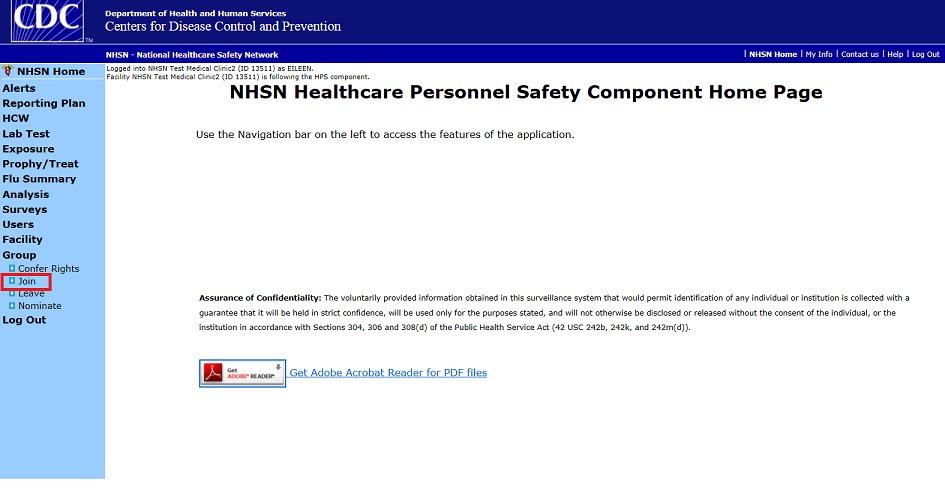 CDC
TM
Department of Health and Human Services
Centers for Disease Control and Prevention
NHSN - National Healthcare Safety Network
| NHSN Home | My Info | Contact us | Help | Log Out
NHSN Home
Alerts
Reporting Plan
HCW
Lab Test
Exposure
Prophy/Treat
Flu Summary
Analysis
Surveys
Users
Facility
Group
Confer Rights
Join
Leave
Nominate
Log Out
Logged into NHSN Test Medical Clinic2 (ID 13511) as EILEEN.
Facility NHSN Test Medical Clinic2 (ID 13511) is following the HPS component.
NHSN Healthcare Personnel Safety Component Home Page
Use the Navigation bar on the left to access the features of the application.
Assurance of Confidentiality: The voluntarily provided information obtained in this surveillance system that would permit identification of any individual or institution is collected with a
guarantee that it will be held in strict confidence, will be used only for the purposes stated, and will not otherwise be disclosed or released without the consent of the individual, or the
institution in accordance with Sections 304, 306 and 308(d) of the Public Health Service Act (42 USC 242b, 242k, and 242m(d)).
Get
ADOBE® READER®
Get Adobe Acrobat Reader for PDF files